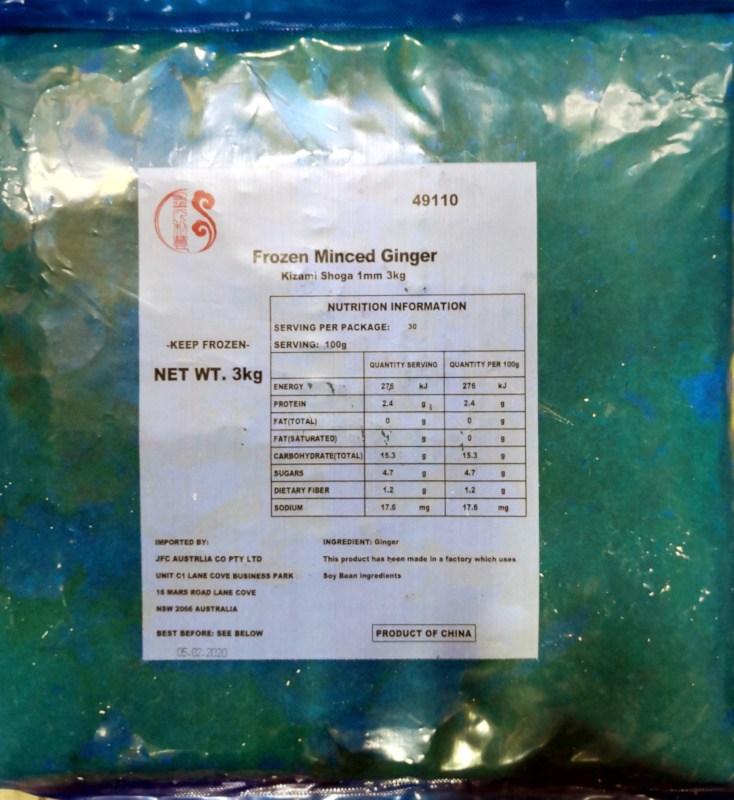 49110
Frozen Minced Ginger
Kizami Shoga 1mm 3kg
-KEEP FROZEN-
NET WT. 3kg
NUTRITION INFORMATION
SERVING PER PACKAGE: 30
SERVING: 100g
QUANTITY SERVING QUANTITY PER 100g
ENERGY 276 kJ 276 kJ
PROTEIN 2.4 g 2.4 g
FAT(TOTAL) 0 g 0 g
FAT(SATURATED) g 0 g
CARBOHYDRATE(TOTAL) 15.3 g 15.3 g
SUGARS 4.7 g 4.7 g
DIETARY FIBER 1.2 g 1.2 g
SODIUM 17.6 mg 17.6 mg
IMPORTED BY:
JFC AUSTRLIA CO PTY LTD
UNIT C1 LANE COVE BUSINESS PARK
16 MARS ROAD LANE COVE
NSW 2066 AUSTRALIA
BEST BEFORE: SEE BELOW
05.02.2020
INGREDIENT: Ginger
This product has been made in a factory which uses
Soy Bean ingredients
PRODUCT OF CHINA